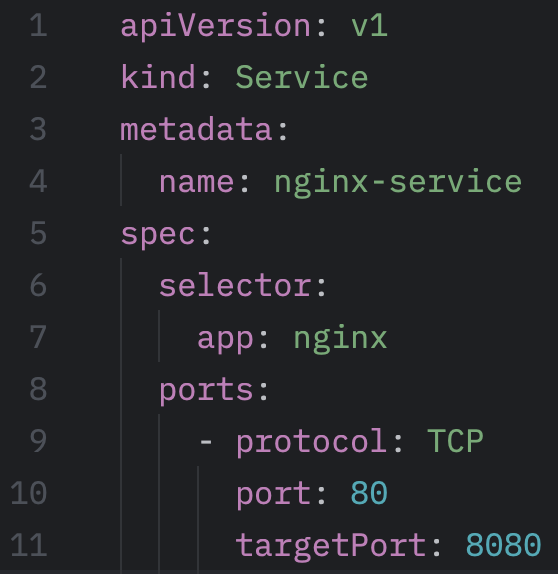 1 apiVersion: v1
2 kind: Service
3 metadata:
4   name: nginx-service
5 spec:
6   selector:
7     app: nginx
8   ports:
9     - protocol: TCP
10       port: 80
11       targetPort: 8080